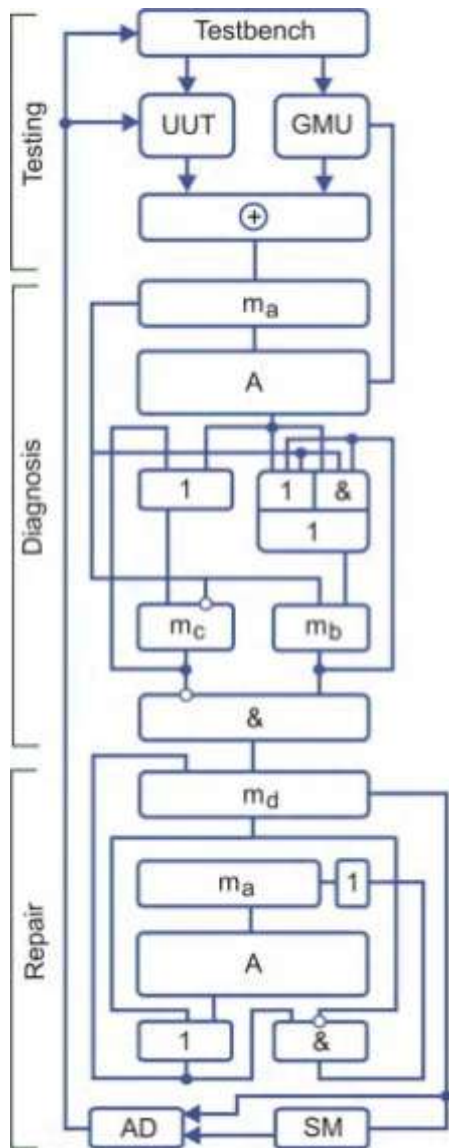 Testing
Testbench
UUT
GMU
+
Diagnosis
ma
A
1
1
&
1
mc
mb
&
Repair
md
ma
1
A
1
&
AD
SM